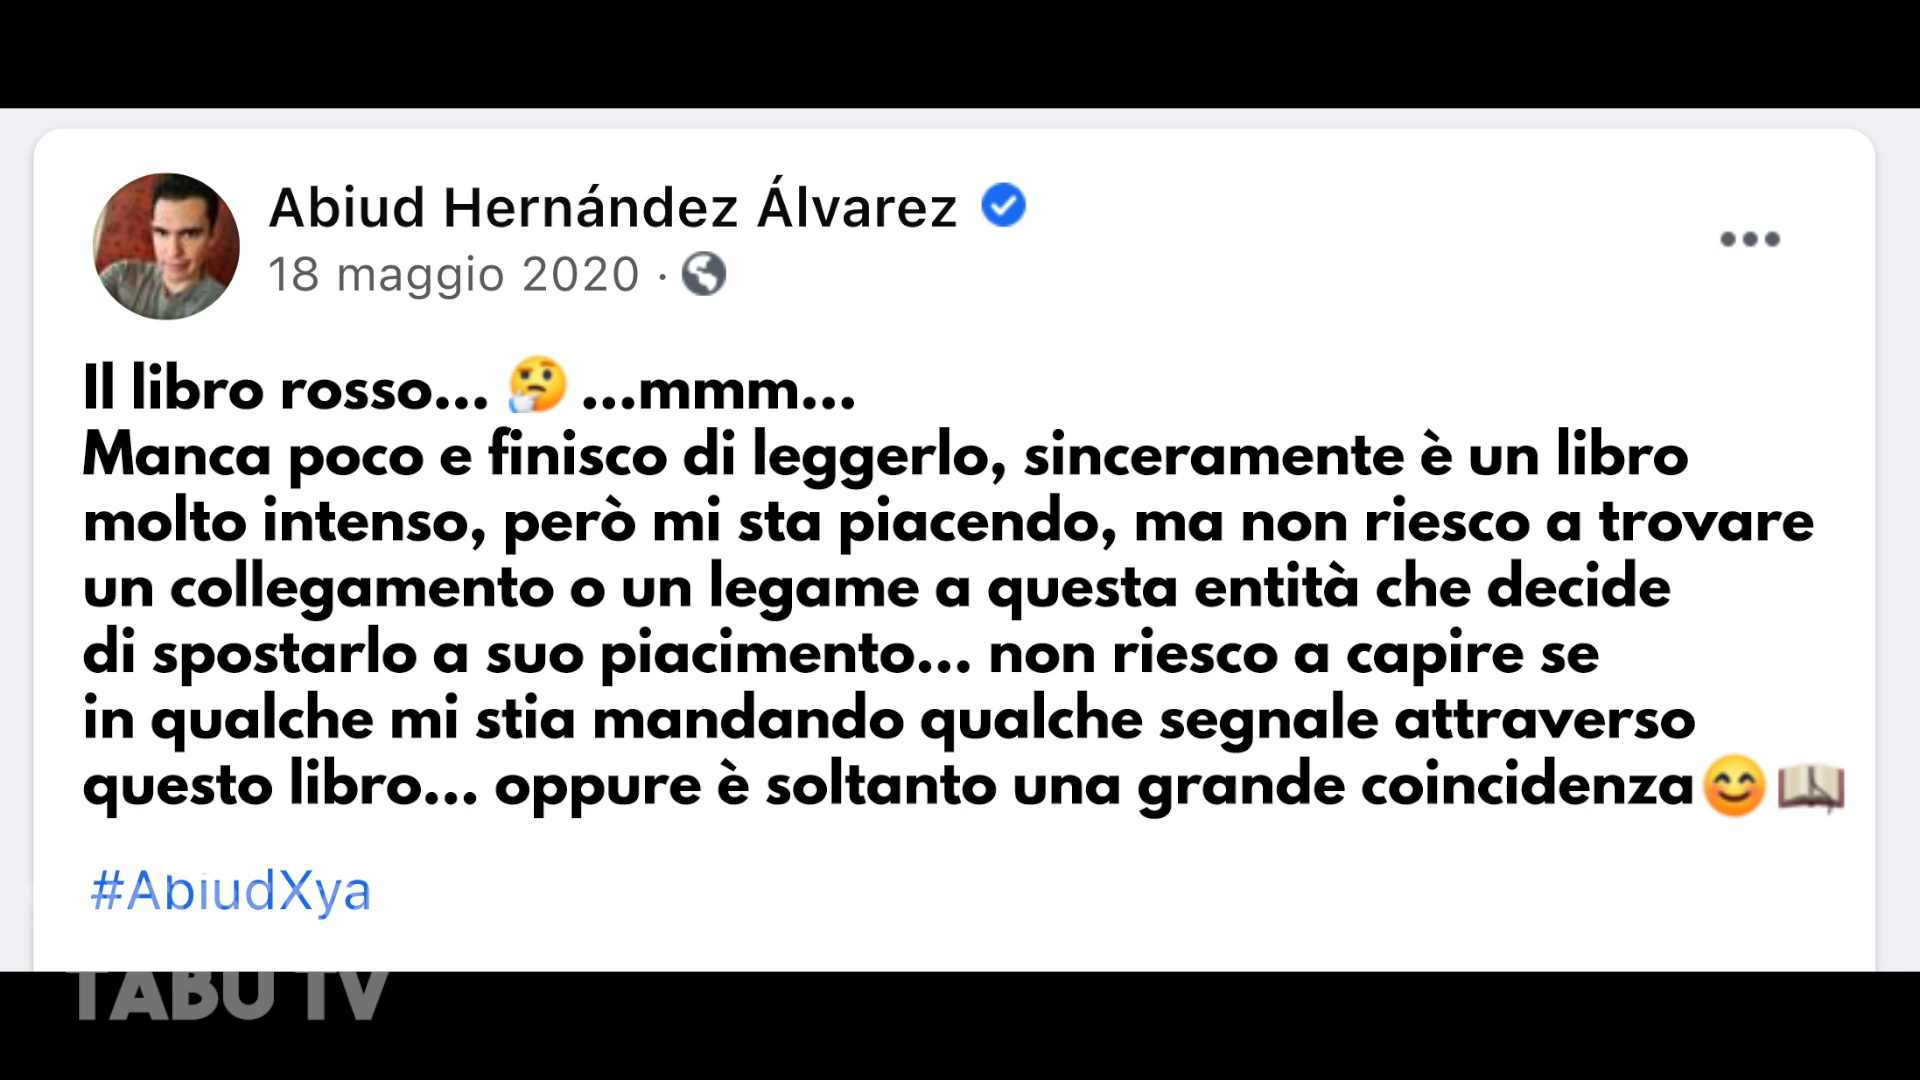 Abiud Hernández Álvarez
18 maggio 2020 ·
Il libro rosso... 🤔 ...mmm...
Manca poco e finisco di leggerlo, sinceramente è un libro
molto intenso, però mi sta piacendo, ma non riesco a trovare
un collegamento o un legame a questa entità che decide
di spostarlo a suo piacimento... non riesco a capire se
in qualche mi stia mandando qualche segnale attraverso
questo libro... oppure è soltanto una grande coincidenza😊📖
#AbiudXya
TABU TV